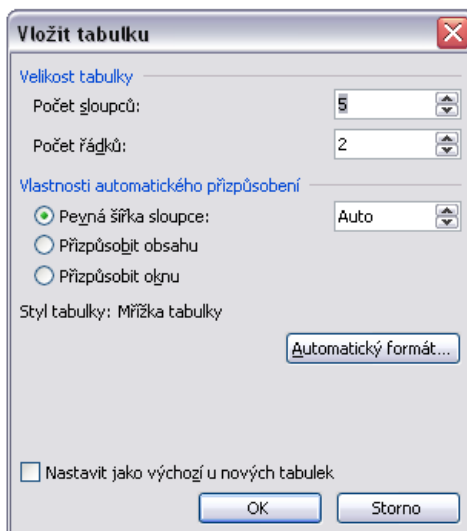 Vložit tabulku
Velikost tabulky
Počet sloupců: 5
Počet řádků: 2
Vlastnosti automatického přizpůsobení
Pevná šířka sloupce: Auto
Přizpůsobit obsahu
Přizpůsobit oknu
Styl tabulky: Mřížka tabulky
Automatický formát...
Nastavit jako výchozí u nových tabulek
OK Storno